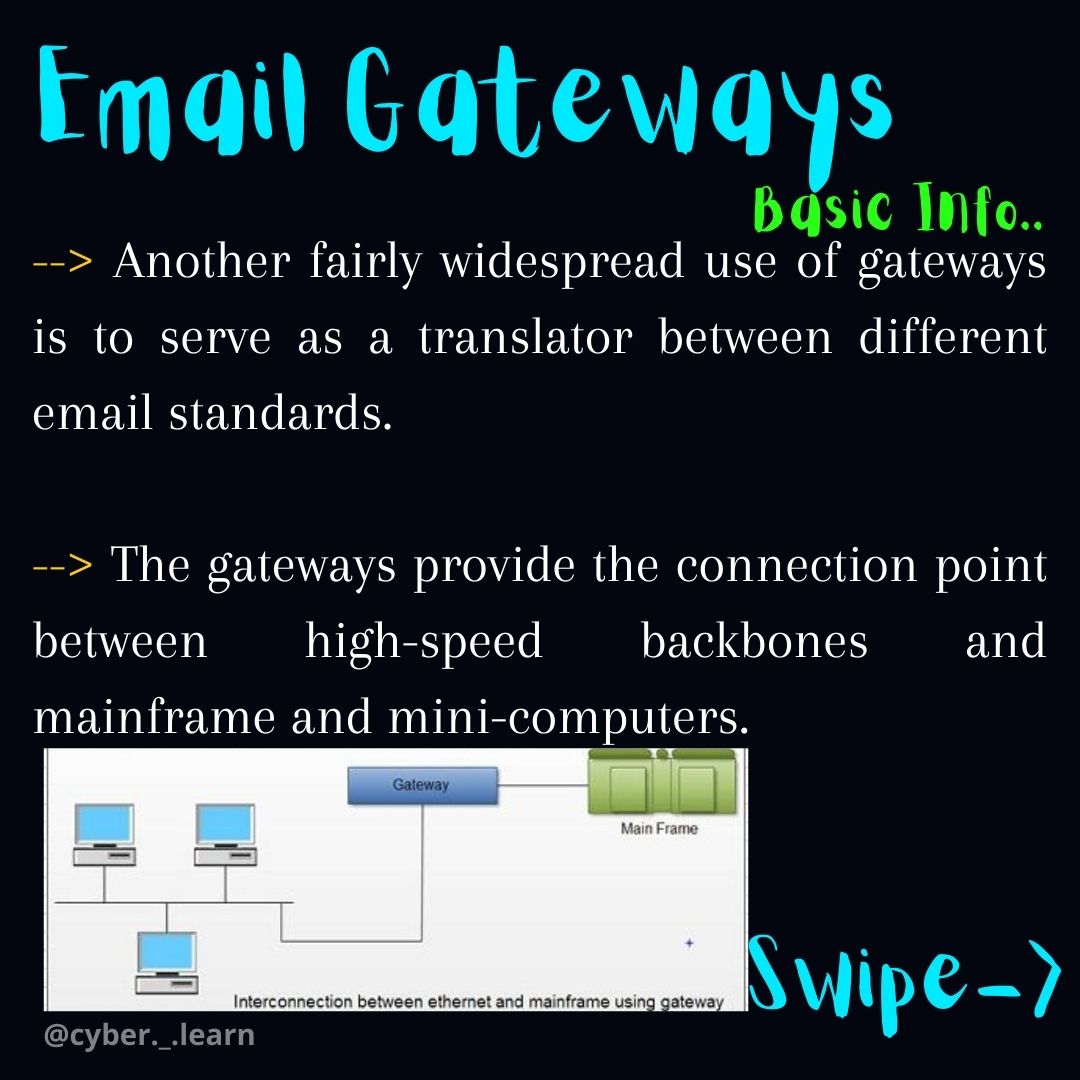 Email Gateways
Basic Info..
--> Another fairly widespread use of gateways
is to serve as a translator between different
email standards.
--> The gateways provide the connection point
between high-speed backbones and
mainframe and mini-computers.
Gateway
Main Frame
Interconnection between ethernet and mainframe using gateway
Swipe->
@cyber._.learn